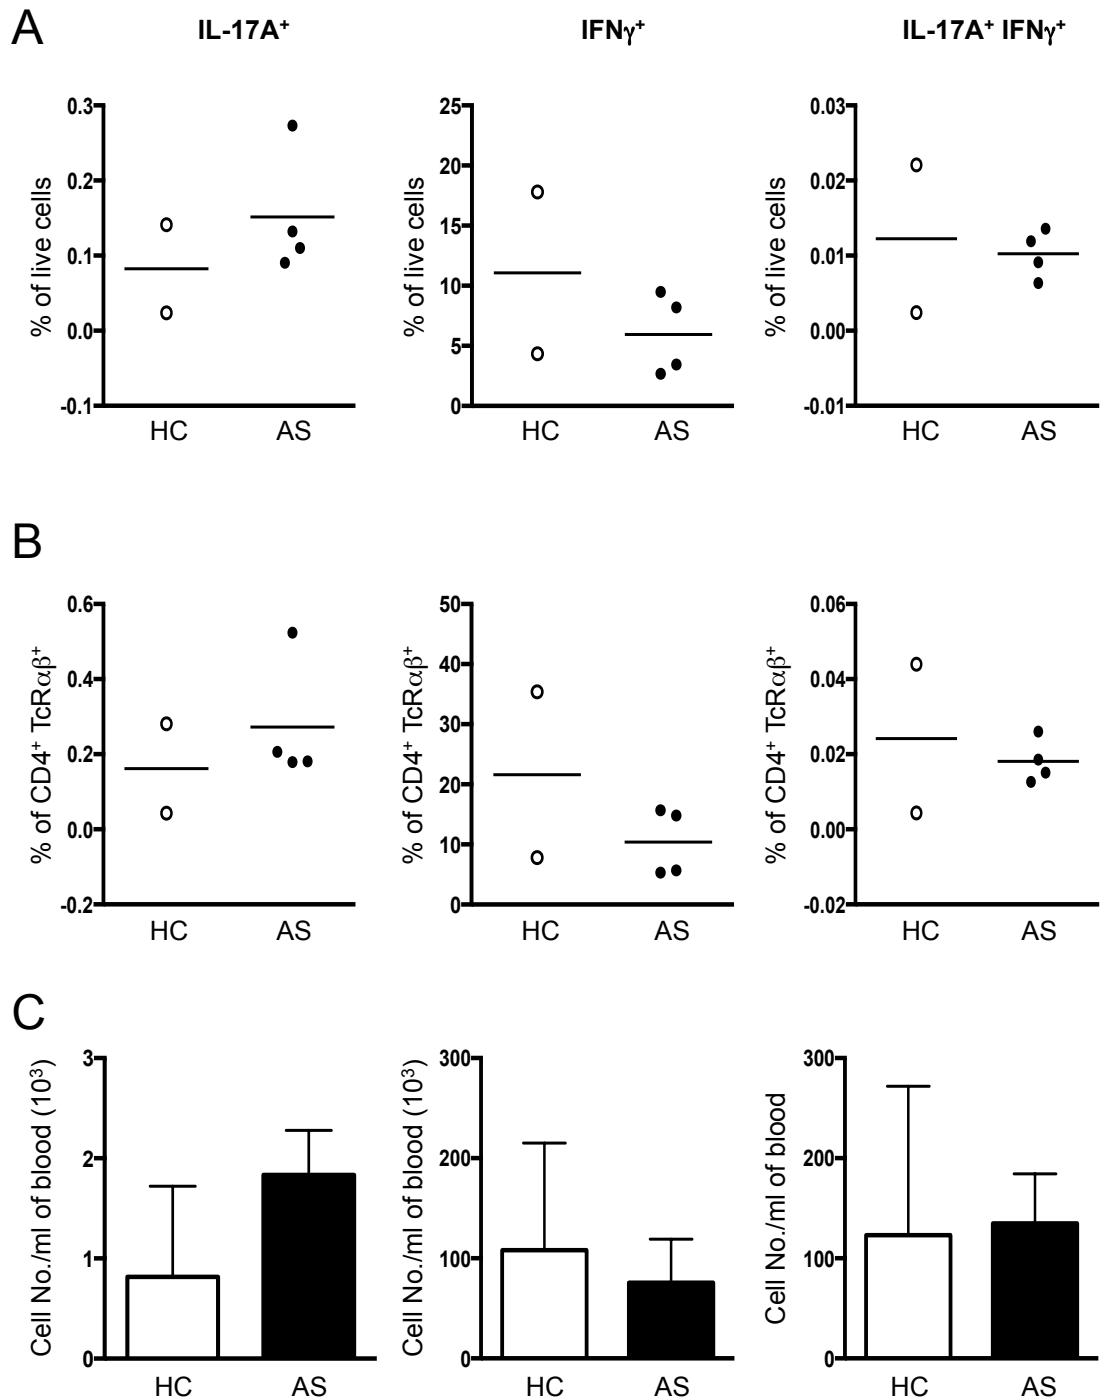 A
IL-17A⁺
IFNγ⁺
IL-17A⁺ IFNγ⁺
% of live cells
0.3
0.2
0.1
0.0
-0.1
HC
AS
% of live cells
25
20
15
10
5
0
HC
AS
% of live cells
0.03
0.02
0.01
0.00
-0.01
HC
AS
B
% of CD4⁺ TcRαβ⁺
0.6
0.4
0.2
0.0
-0.2
HC
AS
% of CD4⁺ TcRαβ⁺
50
40
30
20
10
0
HC
AS
% of CD4⁺ TcRαβ⁺
0.06
0.04
0.02
0.00
-0.02
HC
AS
C
Cell No./ml of blood (10³)
3
2
1
0
HC
AS
Cell No./ml of blood (10³)
300
200
100
0
HC
AS
Cell No./ml of blood
300
200
100
0
HC
AS